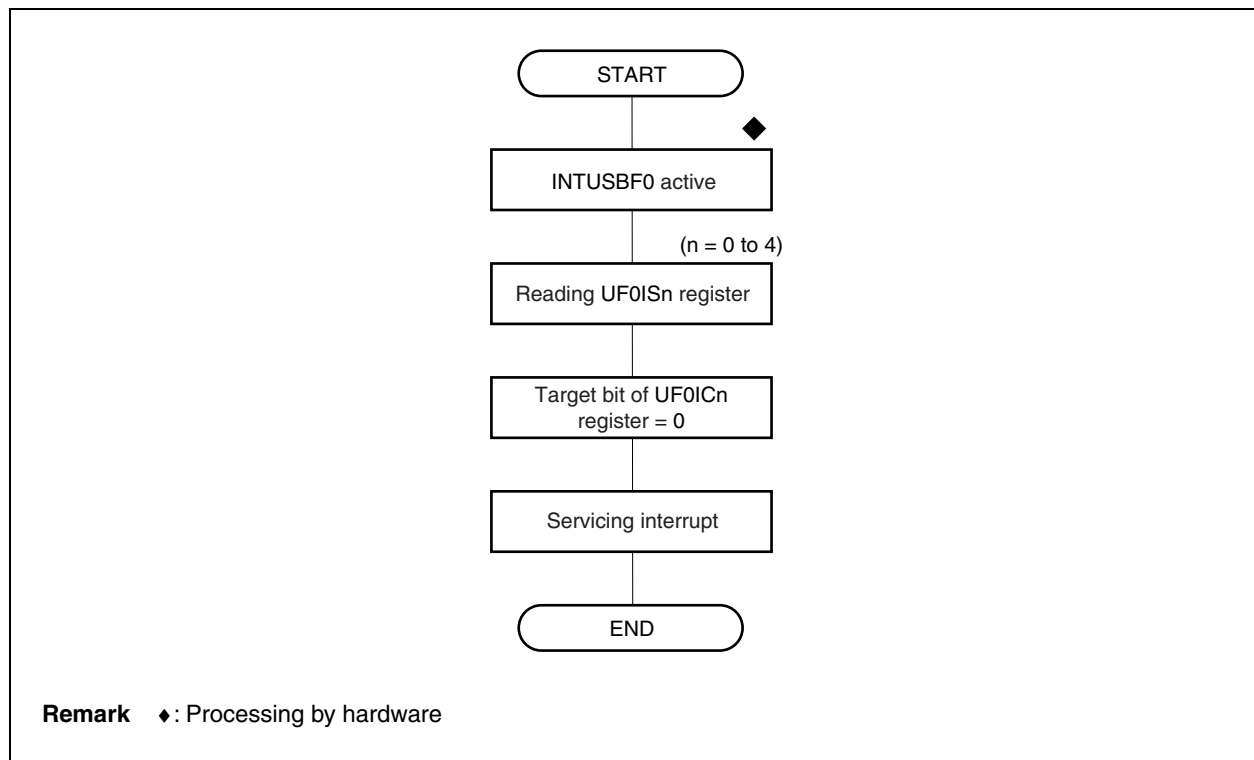 START
◆
INTUSBF0 active
(n = 0 to 4)
Reading UF0ISn register
Target bit of UF0ICn
register = 0
Servicing interrupt
END
Remark ♦: Processing by hardware